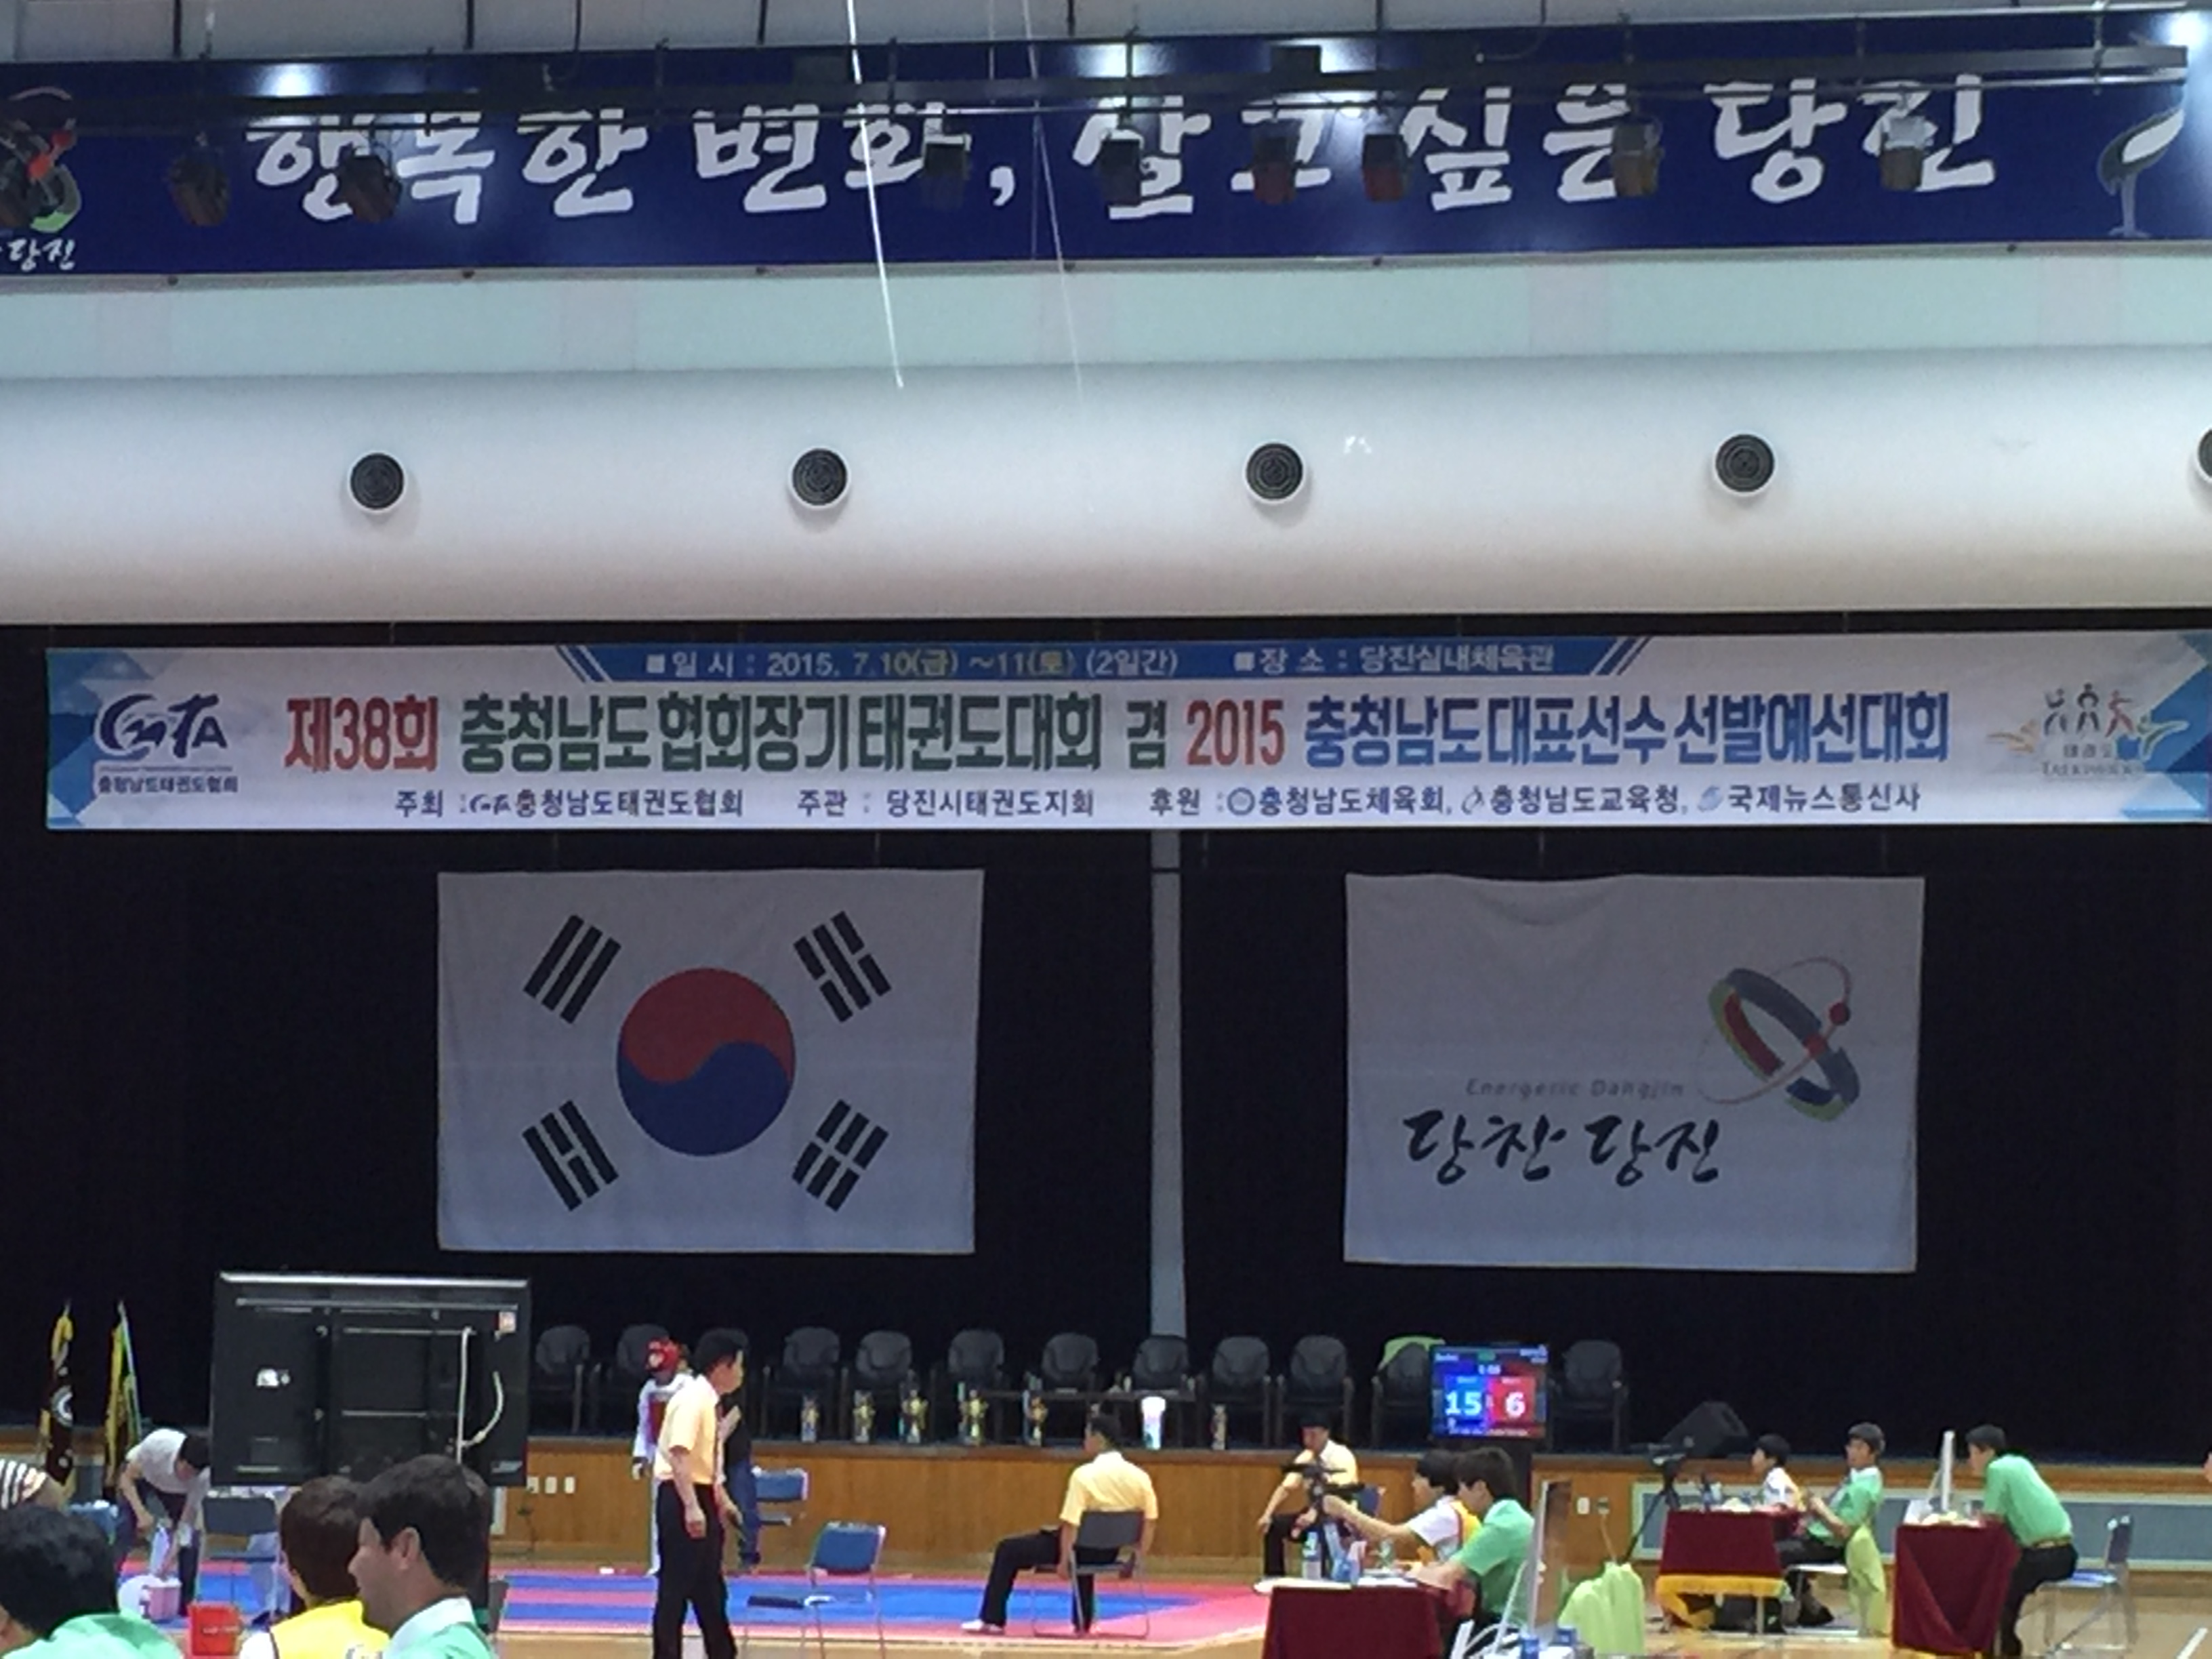 행복한 변화, 살고 싶은 당진
당진
■ 일 시 : 2015. 7.10(금) ~11(토) (2일간) ■ 장 소 : 당진실내체육관
CNTA
충청남도태권도협회
제38회 충청남도협회장기태권도대회 겸 2015 충청남도대표선수 선발예선대회
태권도
TAEKWONDO
주최 : CNTA 충청남도태권도협회 주관 : 당진시태권도지회 후원 : 충청남도체육회, 충청남도교육청, 국제뉴스통신사
Energetic Dangjin
당찬 당진
15 6